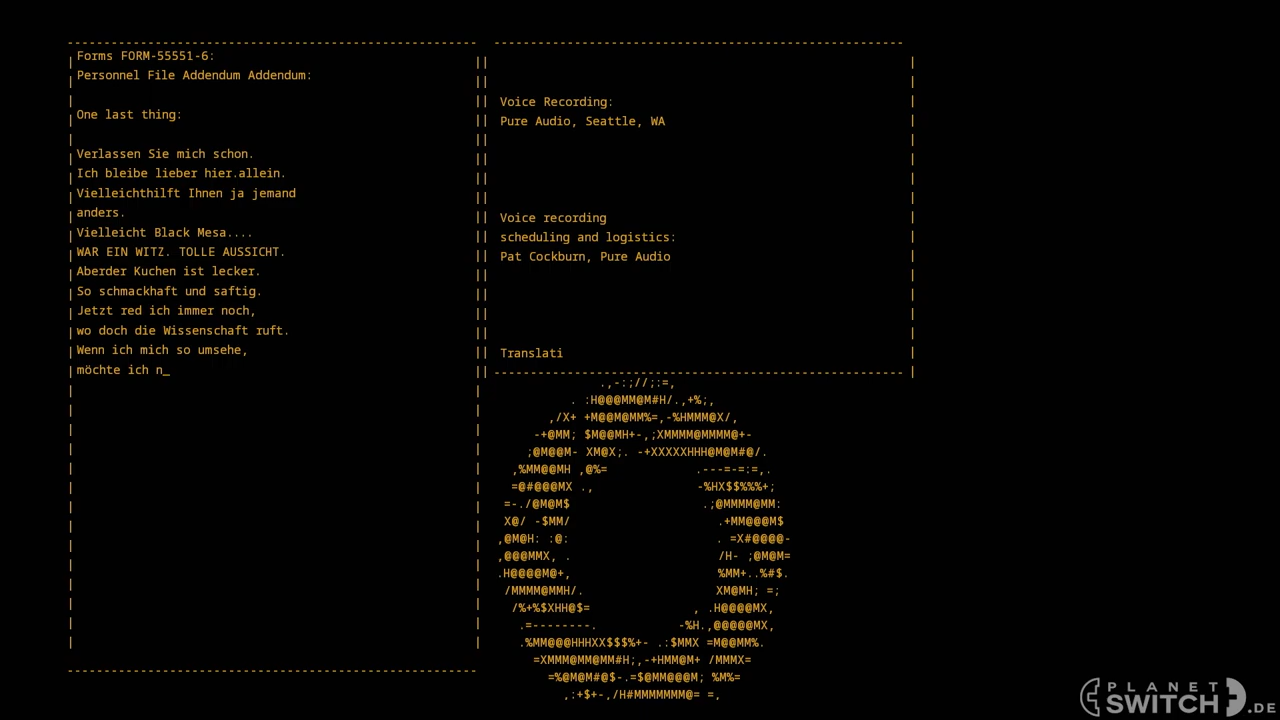 Forms FORM-55551-6:
Personnel File Addendum Addendum:
One last thing:
Verlassen Sie mich schon.
Ich bleibe lieber hier.allein.
Vielleichthilft Ihnen ja jemand
anders.
Vielleicht Black Mesa....
WAR EIN WITZ. TOLLE AUSSICHT.
Aberder Kuchen ist lecker.
So schmackhaft und saftig.
Jetzt red ich immer noch,
wo doch die Wissenschaft ruft.
Wenn ich mich so umsehe,
möchte ich n_
Voice Recording:
Pure Audio, Seattle, WA
Voice recording
scheduling and logistics:
Pat Cockburn, Pure Audio
Translati
PLANET
SWITCH.DE